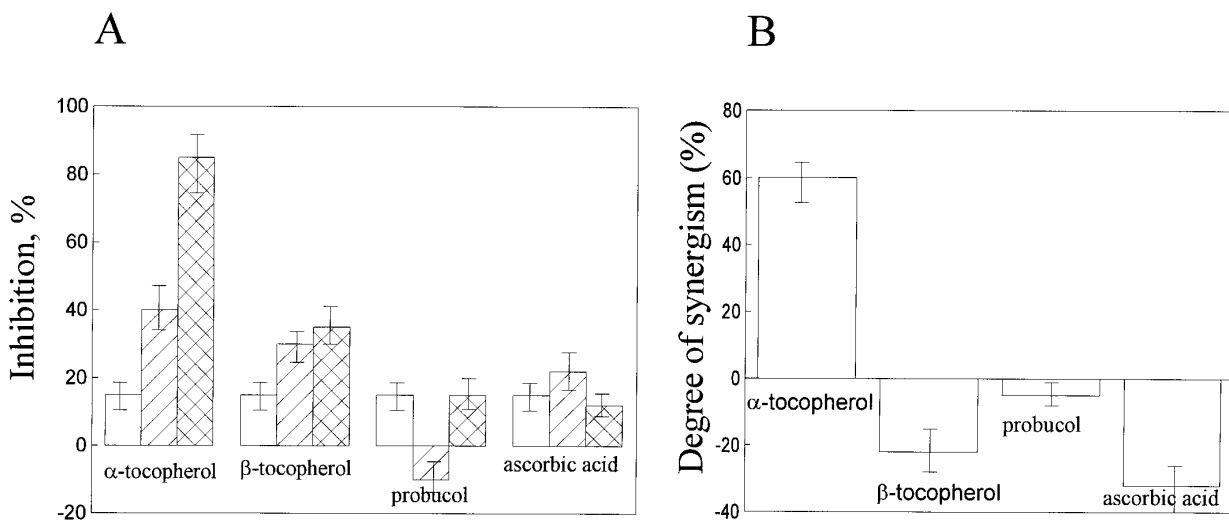 A
Inhibition, %
100
80
60
40
20
0
-20
α-tocopherol
β-tocopherol
probucol
ascorbic acid
B
Degree of synergism (%)
80
60
40
20
0
-20
-40
α-tocopherol
β-tocopherol
probucol
ascorbic acid